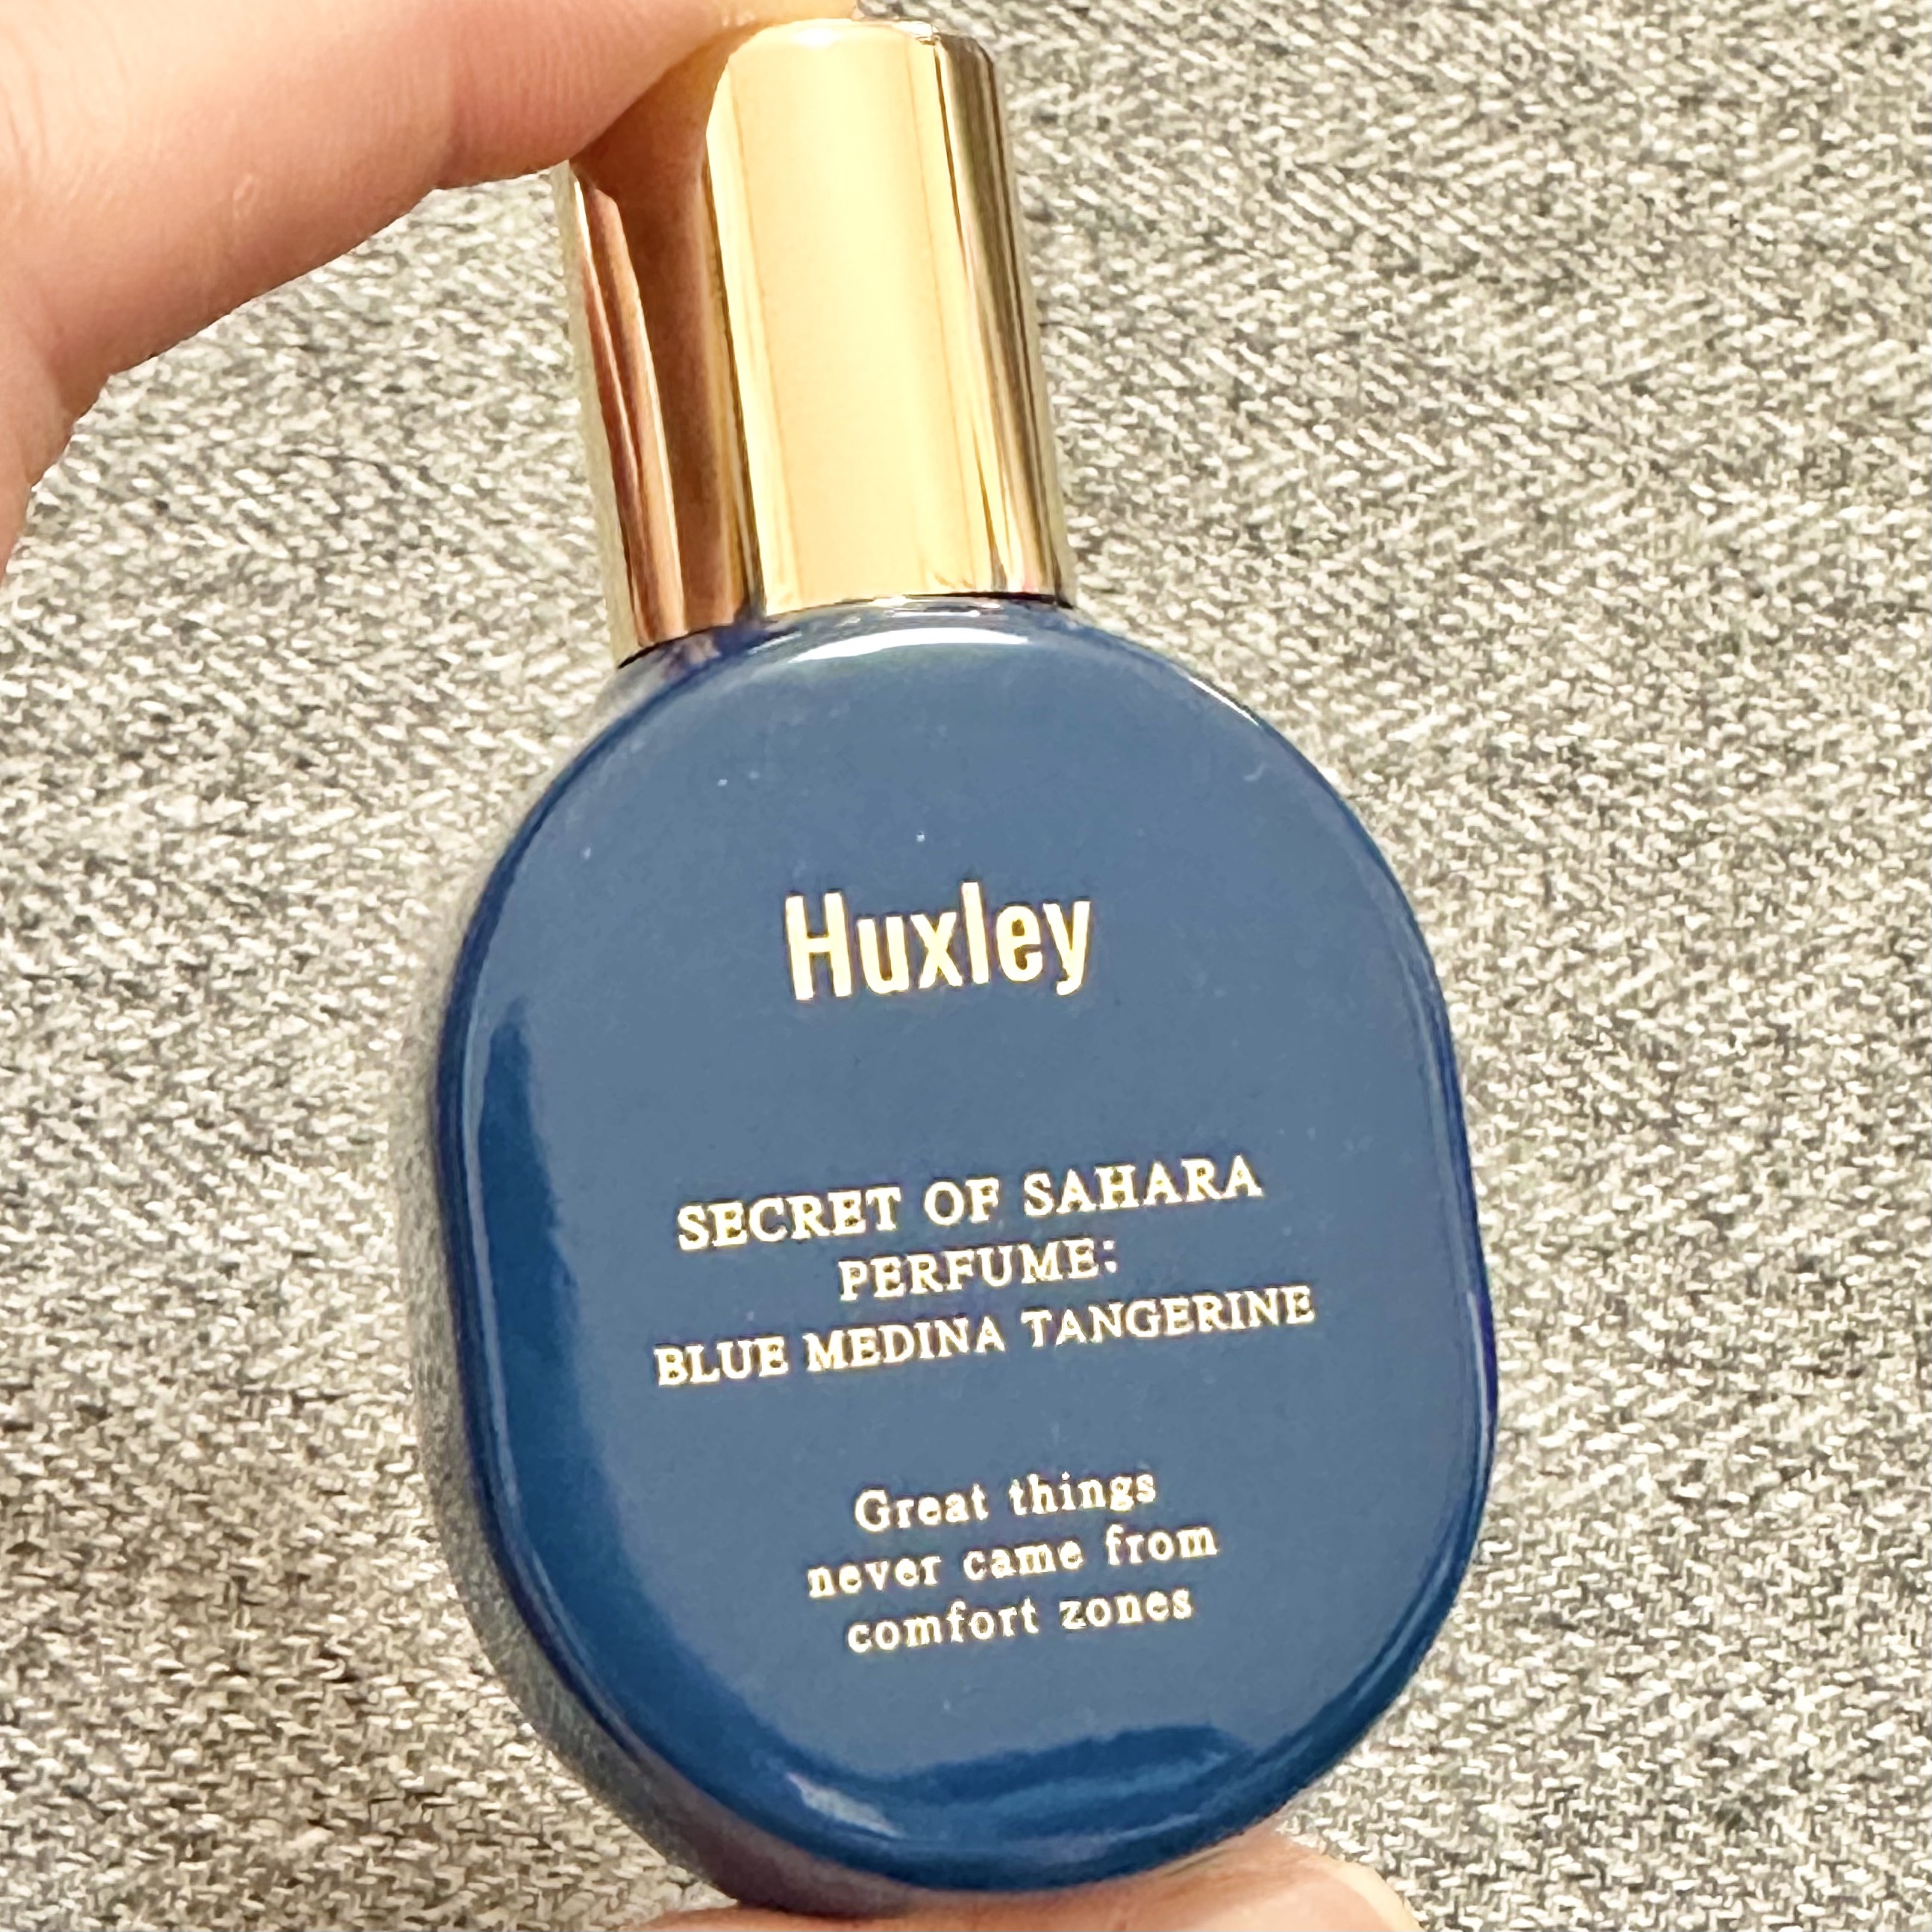 Huxley
SECRET OF SAHARA
PERFUME:
BLUE MEDINA TANGERINE
Great things
never came from
comfort zones